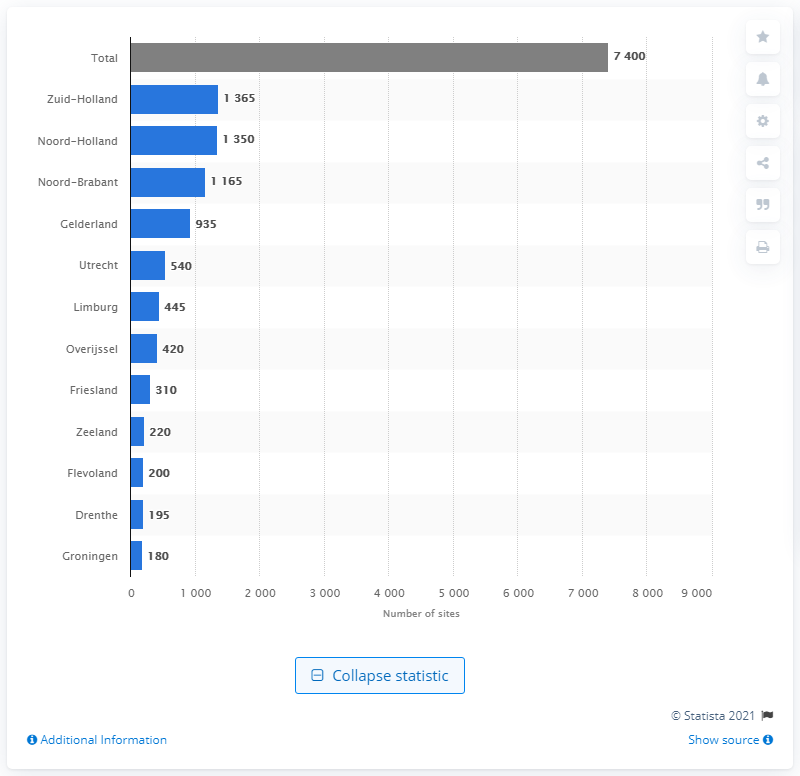 Total 7 400
Zuid-Holland 1 365
Noord-Holland 1 350
Noord-Brabant 1 165
Gelderland 935
Utrecht 540
Limburg 445
Overijssel 420
Friesland 310
Zeeland 220
Flevoland 200
Drenthe 195
Groningen 180
0 1 000 2 000 3 000 4 000 5 000 6 000 7 000 8 000 9 000
Number of sites
Collapse statistic
© Statista 2021
Additional Information
Show source